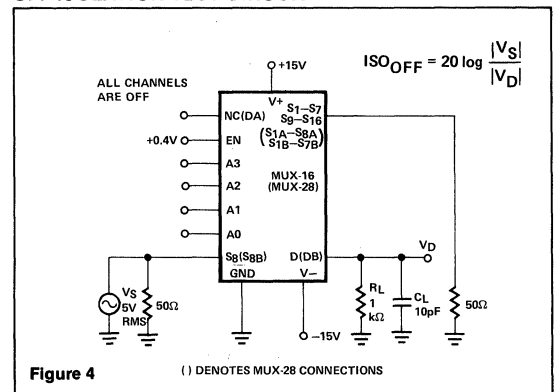 +15V
ISO_OFF = 20 log |V_S| / |V_D|
ALL CHANNELS
ARE OFF
V+
NC(DA)
S1–S7
S9–S16
+0.4V
EN
(S1A–S8A)
(S1B–S7B)
A3
MUX-16
(MUX-28)
A2
A1
A0
S8(S8B)
D(DB)
V_D
GND
V–
V_S
5V
RMS
50Ω
R_L
1
kΩ
C_L
10pF
50Ω
–15V
Figure 4
( ) DENOTES MUX-28 CONNECTIONS